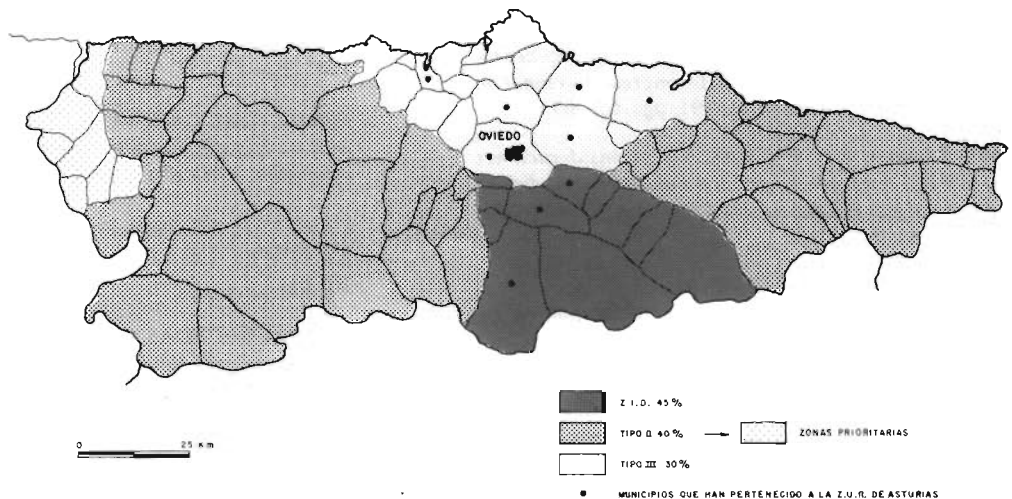 OVIEDO
Z I.D. 45%
TIPO II 40% → ZONAS PRIORITARIAS
TIPO III 30%
0 25 Km
• MUNICIPIOS QUE HAN PERTENECIDO A LA Z.U.R. DE ASTURIAS